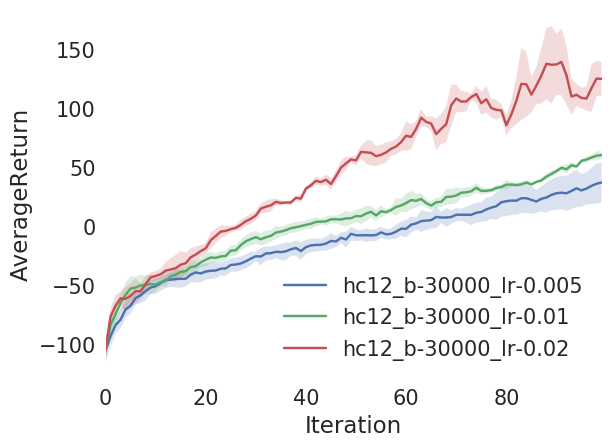 150
100
50
0
−50
−100
AverageReturn
hc12_b-30000_lr-0.005
hc12_b-30000_lr-0.01
hc12_b-30000_lr-0.02
0 20 40 60 80
Iteration